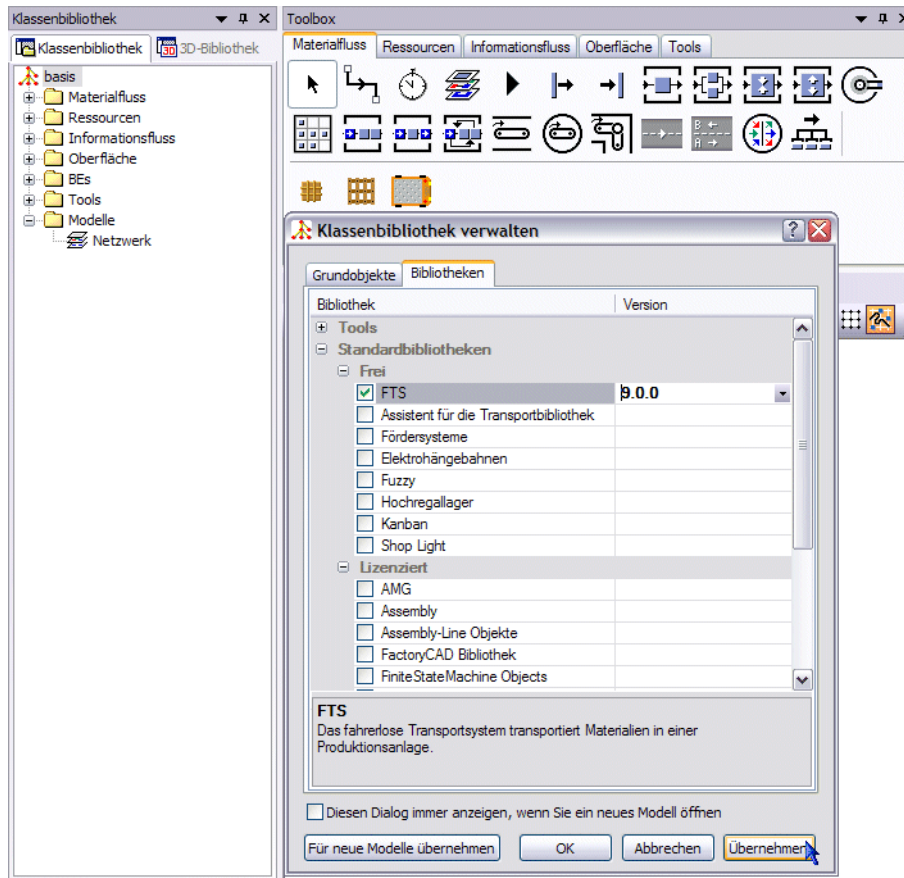 Klassenbibliothek
Klassenbibliothek
3D
3D-Bibliothek
basis
Materialfluss
Ressourcen
Informationsfluss
Oberfläche
BEs
Tools
Modelle
Netzwerk
Toolbox
Materialfluss
Ressourcen
Informationsfluss
Oberfläche
Tools
B
A
Klassenbibliothek verwalten
Grundobjekte
Bibliotheken
Bibliothek
Version
Tools
Standardbibliotheken
Frei
FTS
9.0.0
Assistent für die Transportbibliothek
Fördersysteme
Elektrohängebahnen
Fuzzy
Hochregallager
Kanban
Shop Light
Lizenziert
AMG
Assembly
Assembly-Line Objekte
FactoryCAD Bibliothek
FiniteStateMachine Objects
FTS
Das fahrerlose Transportsystem transportiert Materialien in einer
Produktionsanlage.
Diesen Dialog immer anzeigen, wenn Sie ein neues Modell öffnen
Für neue Modelle übernehmen
OK
Abbrechen
Übernehmen